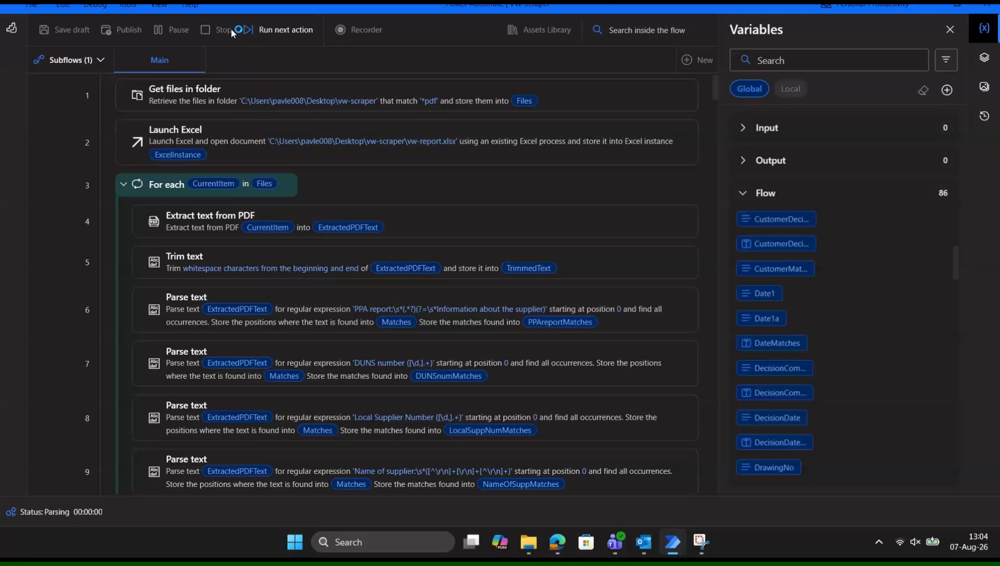 File Edit Debug Tools View Help
Power Automate | VW Scraper
Personal Productivity
Save draft
Publish
Pause
Stop
Run next action
Recorder
Assets Library
Search inside the flow
Subflows (1)
Main
New
1
Get files in folder
Retrieve the files in folder 'C:\Users\pavle008\Desktop\vw-scraper' that match '*pdf' and store them into Files
2
Launch Excel
Launch Excel and open document 'C:\Users\pavle008\Desktop\vw-scraper\vw-report.xlsx' using an existing Excel process and store it into Excel instance
ExcelInstance
3
For each CurrentItem in Files
4
Extract text from PDF
Extract text from PDF CurrentItem into ExtractedPDFText
5
Trim text
Trim whitespace characters from the beginning and end of ExtractedPDFText and store it into TrimmedText
6
Parse text
Parse text ExtractedPDFText for regular expression 'PPA report:\s*(.*?)(?=\s*Information about the supplier)' starting at position 0 and find all
occurrences. Store the positions where the text is found into Matches Store the matches found into PPAreportMatches
7
Parse text
Parse text ExtractedPDFText for regular expression 'DUNS number ([\d,].+)' starting at position 0 and find all occurrences. Store the positions
where the text is found into Matches Store the matches found into DUNSnumMatches
8
Parse text
Parse text ExtractedPDFText for regular expression 'Local Supplier Number ([\d,].+)' starting at position 0 and find all occurrences. Store the
positions where the text is found into Matches Store the matches found into LocalSuppNumMatches
9
Parse text
Parse text ExtractedPDFText for regular expression 'Name of supplier:\s*([^\r\n]+[\r\n]+[^\r\n]+)' starting at position 0 and find all occurrences.
Store the positions where the text is found into Matches Store the matches found into NameOfSuppMatches
Variables
Search
Global
Local
Input 0
Output 0
Flow 86
CustomerDeci...
CustomerDeci...
CustomerMat...
Date1
Date1a
DateMatches
DecisionCom...
DecisionCom...
DecisionDate
DecisionDate...
DrawingNo
{x}
Status: Parsing 00:00:00
Search
M365
13:04
07-Aug-26